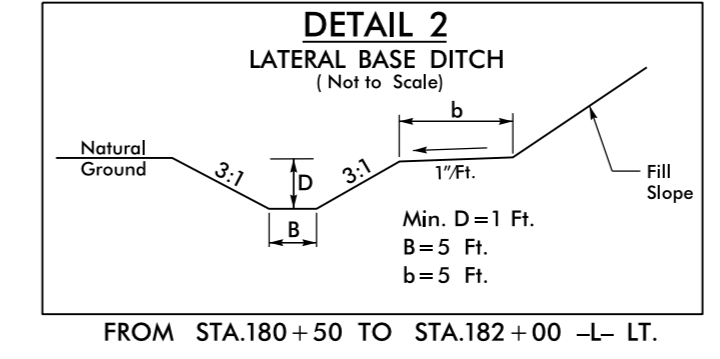 DETAIL 2
LATERAL BASE DITCH
( Not to Scale)
b
Natural
Ground
3:1
D
3:1
1"/Ft.
Fill
Slope
B
Min. D=1 Ft.
B=5 Ft.
b=5 Ft.
FROM STA.180+50 TO STA.182+00 -L- LT.